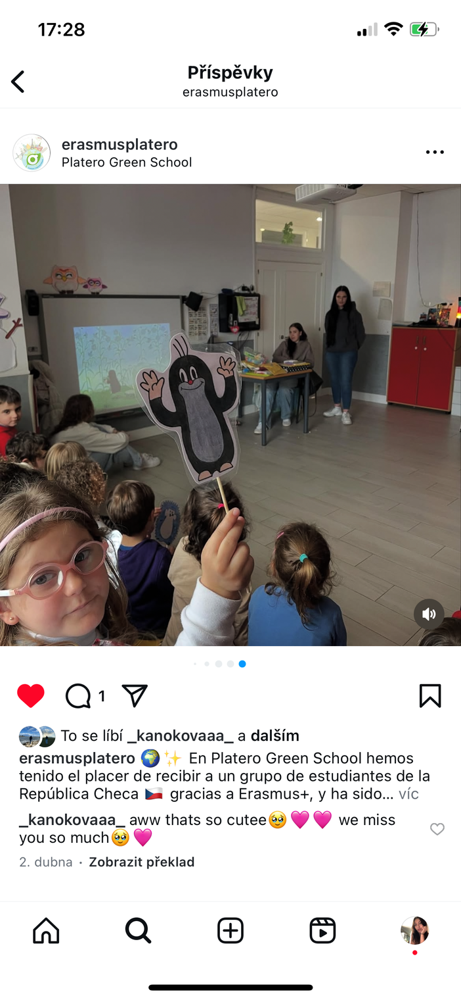 17:28
Příspěvky
erasmusplatero
erasmusplatero
Platero Green School
1
To se líbí _kanokovaaa_ a dalším
erasmusplatero 🌍✨ En Platero Green School hemos
tenido el placer de recibir a un grupo de estudiantes de la
República Checa 🇨🇿 gracias a Erasmus+, y ha sido... víc
_kanokovaaa_ aww thats so cutee🥹💗💗 we miss
you so much🥹💗
2. dubna · Zobrazit překlad